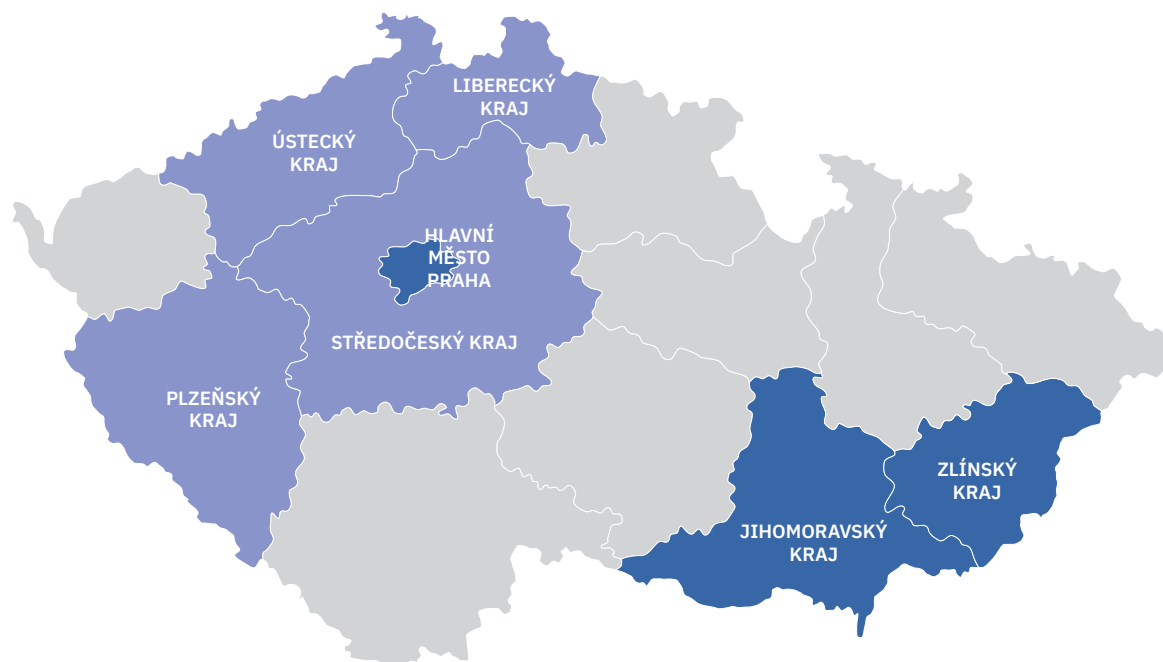 LIBERECKÝ
KRAJ
ÚSTECKÝ
KRAJ
HLAVNÍ
MĚSTO
PRAHA
STŘEDOČESKÝ KRAJ
PLZEŇSKÝ
KRAJ
ZLÍNSKÝ
KRAJ
JIHOMORAVSKÝ
KRAJ